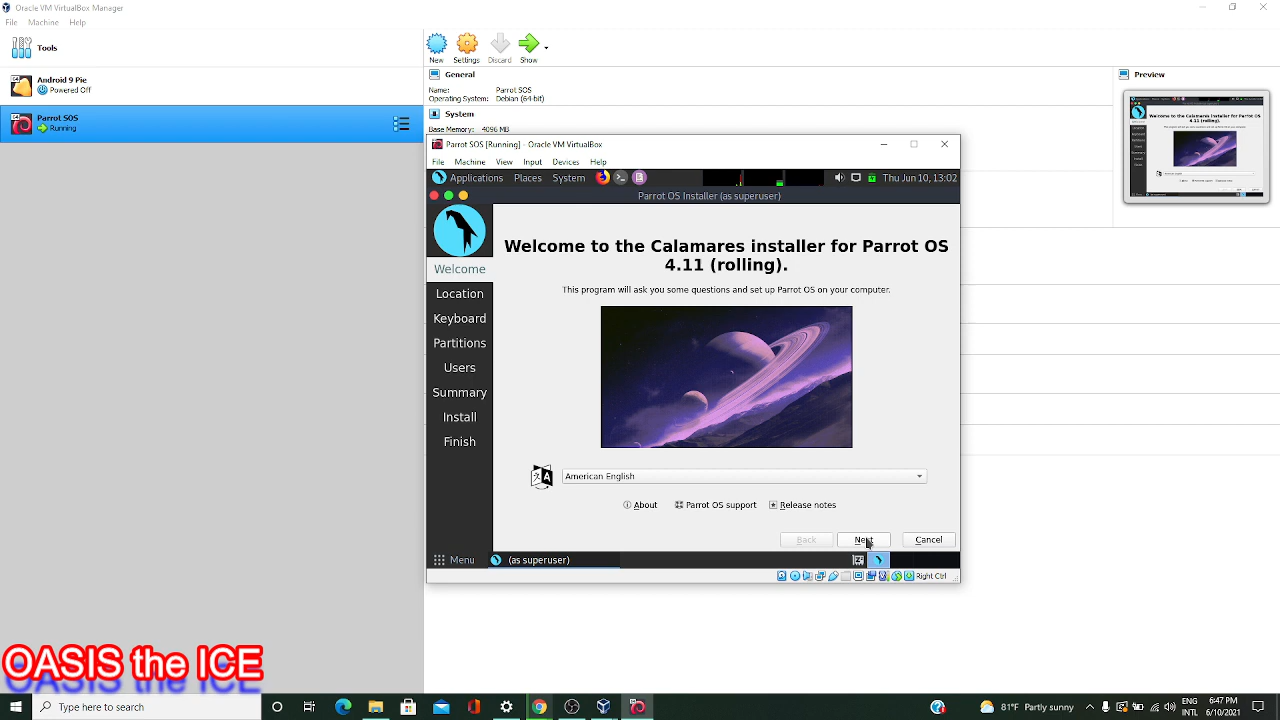 Oracle VM VirtualBox Manager
File Machine Help
Tools
New Settings Discard Show
Android 9 Pie
Powered Off
Parrot SOS
Running
General
Name: Parrot SOS
Operating System: Debian (64-bit)
System
Base Memory: 4096 MB
Preview
Parrot SOS [Running] - Oracle VM VirtualBox
File Machine View Input Devices Help
Applications Places System Thu Jun 10, 13:02
Parrot OS Installer (as superuser)
Welcome
Location
Keyboard
Partitions
Users
Summary
Install
Finish
Welcome to the Calamares installer for Parrot OS
4.11 (rolling).
This program will ask you some questions and set up Parrot OS on your computer.
American English
About Parrot OS support Release notes
Back Next Cancel
Menu (as superuser)
Right Ctrl
OASIS the ICE
Type here to search
81°F Partly sunny
ENG
INTL
6:47 PM
6/10/2021